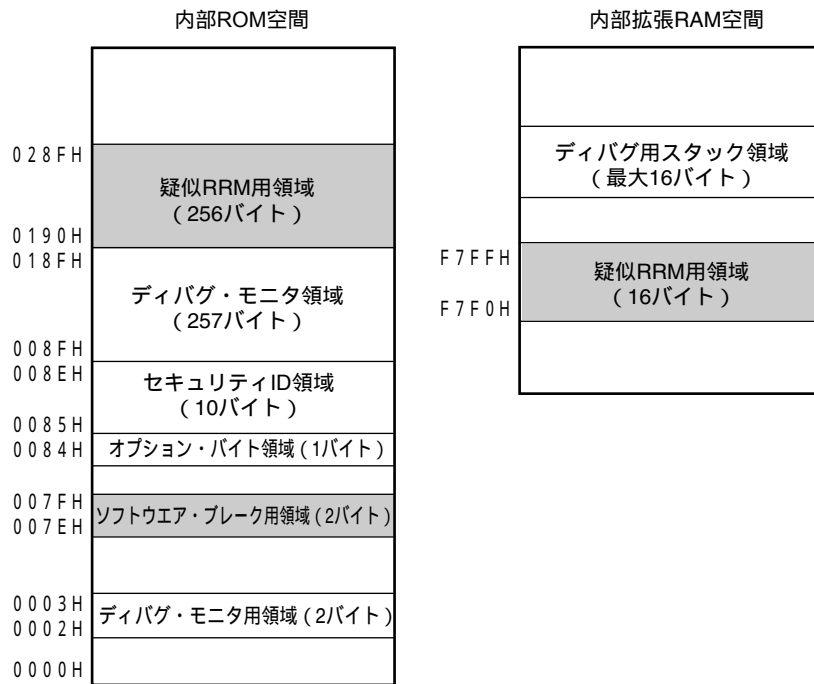 内部ROM空間
028FH
疑似RRM用領域
（256バイト）
0190H
018FH
ディバグ・モニタ領域
（257バイト）
008FH
008EH
セキュリティID領域
（10バイト）
0085H
0084H
オプション・バイト領域（1バイト）
007FH
ソフトウエア・ブレーク用領域（2バイト）
007EH
0003H
ディバグ・モニタ用領域（2バイト）
0002H
0000H
内部拡張RAM空間
ディバグ用スタック領域
（最大16バイト）
F7FFH
疑似RRM用領域
（16バイト）
F7F0H